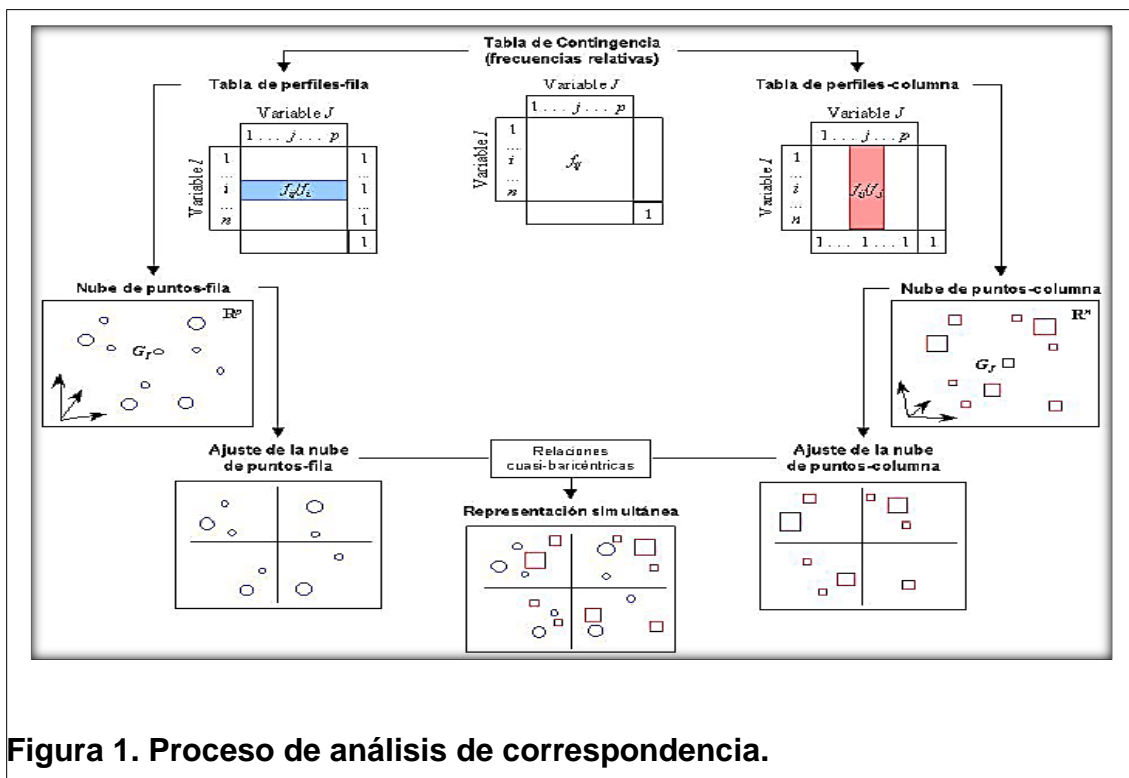 Tabla de Contingencia
(frecuencias relativas)
Tabla de perfiles-fila
Variable J
1 . . . j . . . p
Variable I
1
...
i
...
n
f_ij/f_i
1
...
1
...
1
1
Variable J
1 . . . j . . . p
Variable I
1
...
i
...
n
f_ij
1
Tabla de perfiles-columna
Variable J
1 . . . j . . . p
Variable I
1
...
i
...
n
f_ij/f_j
1 . . . 1 . . . 1
1
Nube de puntos-fila
R^p
G_I
Nube de puntos-columna
R^n
G_J
Ajuste de la nube
de puntos-fila
Relaciones
cuasi-baricéntricas
Ajuste de la nube
de puntos-columna
Representación simultánea
Figura 1. Proceso de análisis de correspondencia.